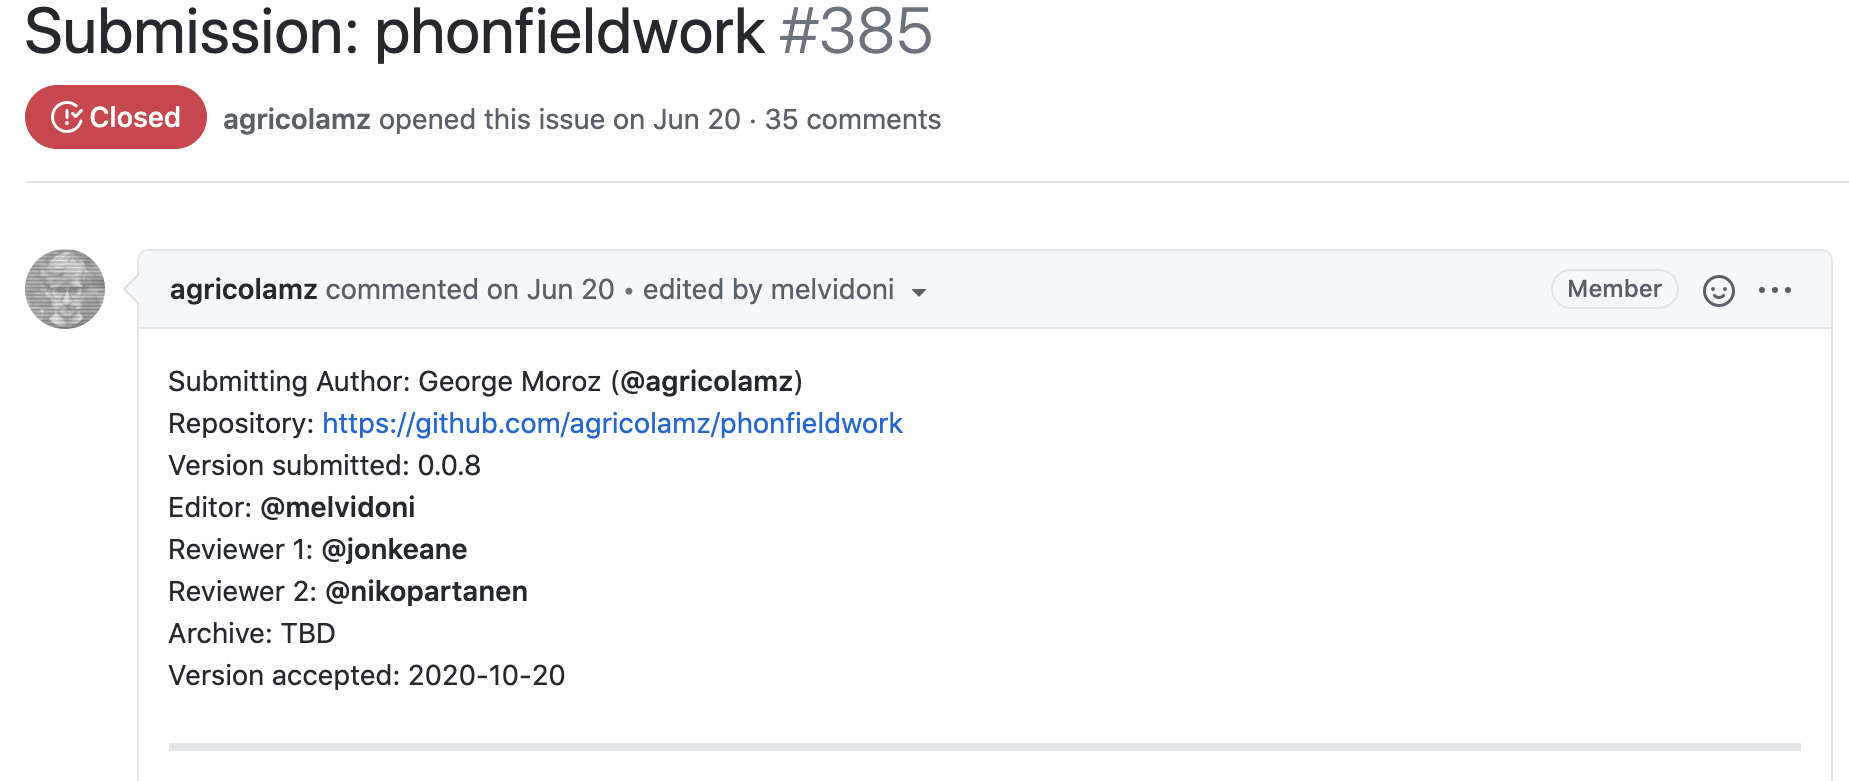 Submission: phonfieldwork #385
Closed agricolamz opened this issue on Jun 20 · 35 comments
agricolamz commented on Jun 20 • edited by melvidoni Member
Submitting Author: George Moroz (@agricolamz)
Repository: https://github.com/agricolamz/phonfieldwork
Version submitted: 0.0.8
Editor: @melvidoni
Reviewer 1: @jonkeane
Reviewer 2: @nikopartanen
Archive: TBD
Version accepted: 2020-10-20